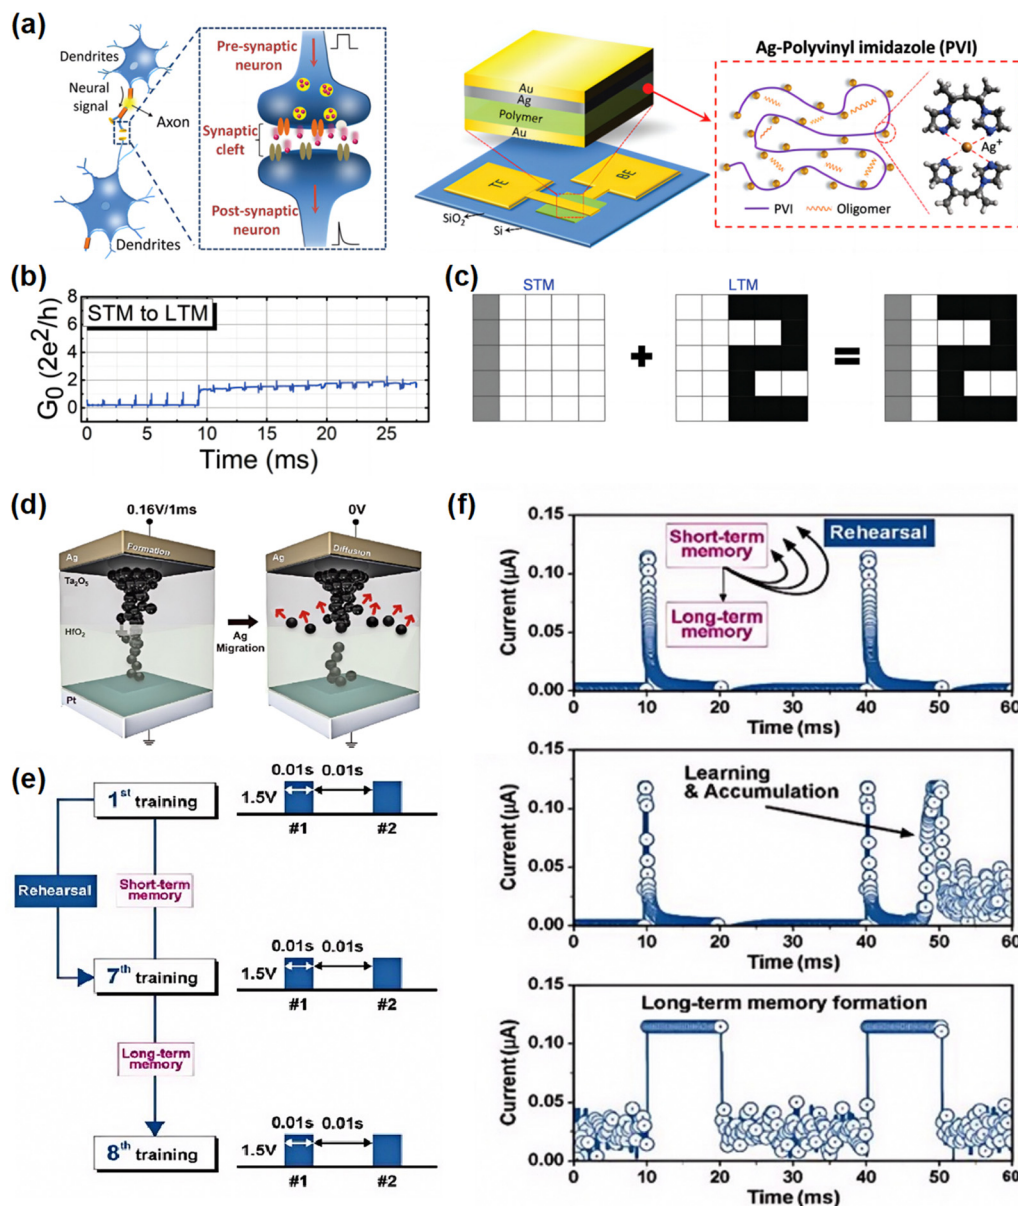 (a)
Dendrites
Neural
signal
Axon
Dendrites
Pre-synaptic
neuron
Synaptic
cleft
Post-synaptic
neuron
Au
Ag
Polymer
Au
TE
BE
SiO2
Si
Ag-Polyvinyl imidazole (PVI)
Ag+
PVI
Oligomer
(b)
STM to LTM
G0 (2e²/h)
8
6
4
2
0
0 5 10 15 20 25
Time (ms)
(c)
STM
LTM
+
=
(d)
0.16V/1ms
0V
Ag
Formation
Ta2O5
HfO2
Pt
Ag
Migration
Ag
Diffusion
(e)
1st training
Rehearsal
Short-term
memory
7th training
Long-term
memory
8th training
0.01s 0.01s
1.5V
#1 #2
0.01s 0.01s
1.5V
#1 #2
0.01s 0.01s
1.5V
#1 #2
(f)
Current (μA)
0.15
0.10
0.05
0.00
Short-term
memory
Rehearsal
Long-term
memory
0 10 20 30 40 50 60
Time (ms)
Current (μA)
0.15
0.10
0.05
0.00
Learning
& Accumulation
0 10 20 30 40 50 60
Time (ms)
Current (μA)
0.15
0.10
0.05
0.00
Long-term memory formation
0 10 20 30 40 50 60
Time (ms)